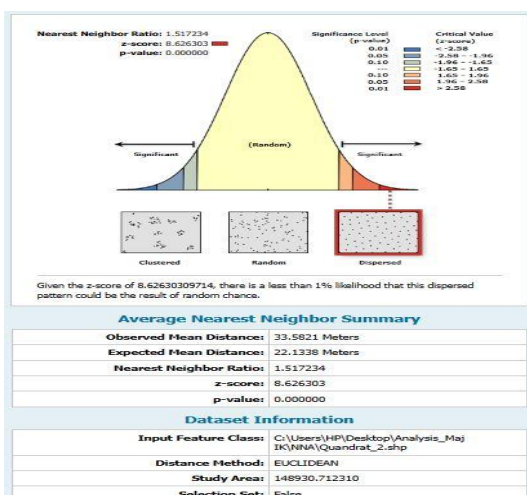 Nearest Neighbor Ratio: 1.517234
z-score: 8.626303
p-value: 0.000000
Significance Level
(p-value)
Critical Value
(z-score)
0.01 < -2.58
0.05 -2.58 - -1.96
0.10 -1.96 - -1.65
--- -1.65 - 1.65
0.10 1.65 - 1.96
0.05 1.96 - 2.58
0.01 > 2.58
Significant
(Random)
Significant
Clustered
Random
Dispersed
Given the z-score of 8.62630309714, there is a less than 1% likelihood that this dispersed
pattern could be the result of random chance.
Average Nearest Neighbor Summary
Observed Mean Distance: 33.5821 Meters
Expected Mean Distance: 22.1338 Meters
Nearest Neighbor Ratio: 1.517234
z-score: 8.626303
p-value: 0.000000
Dataset Information
Input Feature Class: C:\Users\HP\Desktop\Analysis_Maj
IK\NNA\Quandrat_2.shp
Distance Method: EUCLIDEAN
Study Area: 148930.712310
Selection Set: False